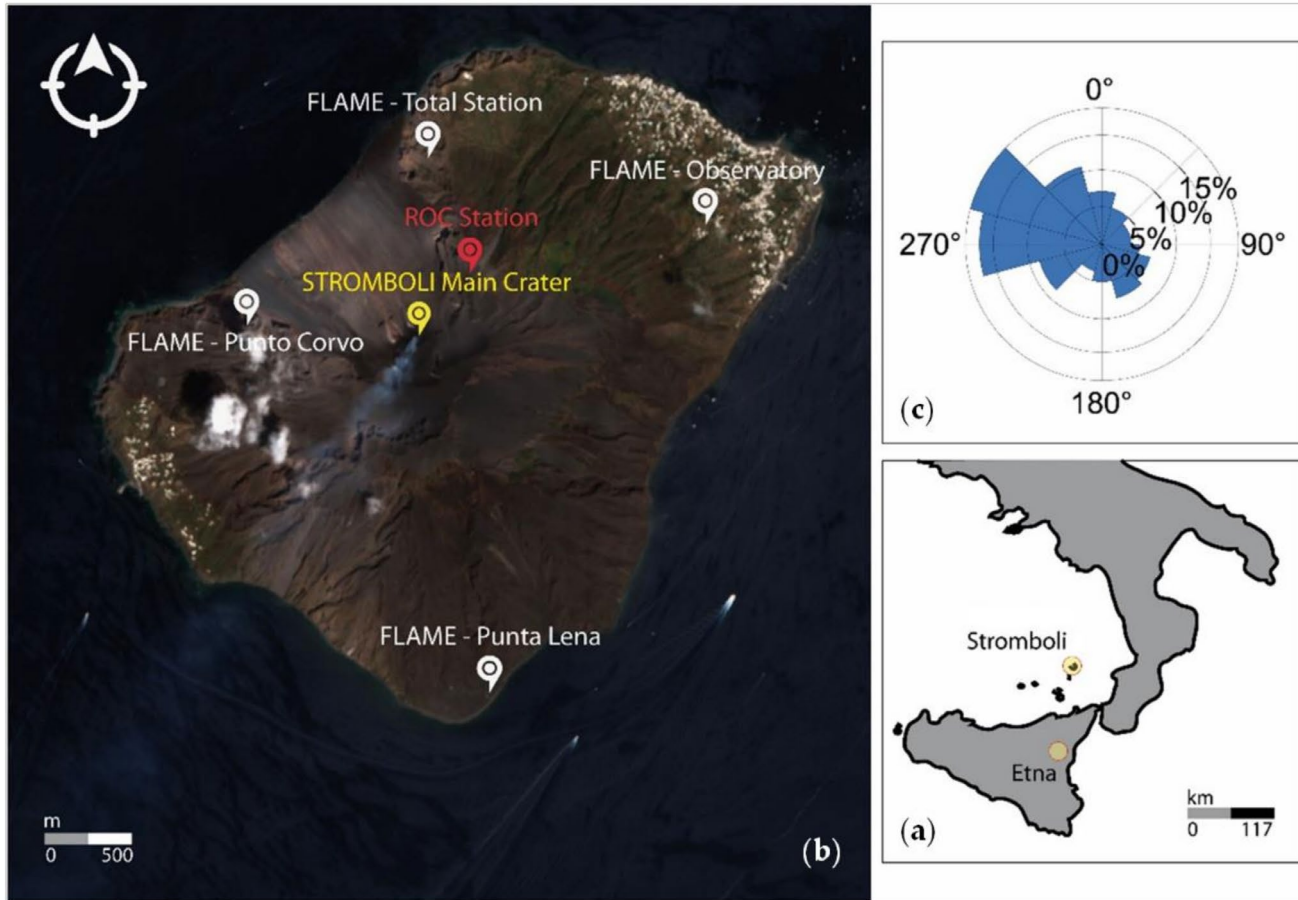 FLAME - Total Station
FLAME - Observatory
ROC Station
STROMBOLI Main Crater
FLAME - Punto Corvo
FLAME - Punta Lena
m
0 500
(b)
0°
15%
10%
5%
0%
270° 90°
180°
(c)
Stromboli
Etna
km
0 117
(a)